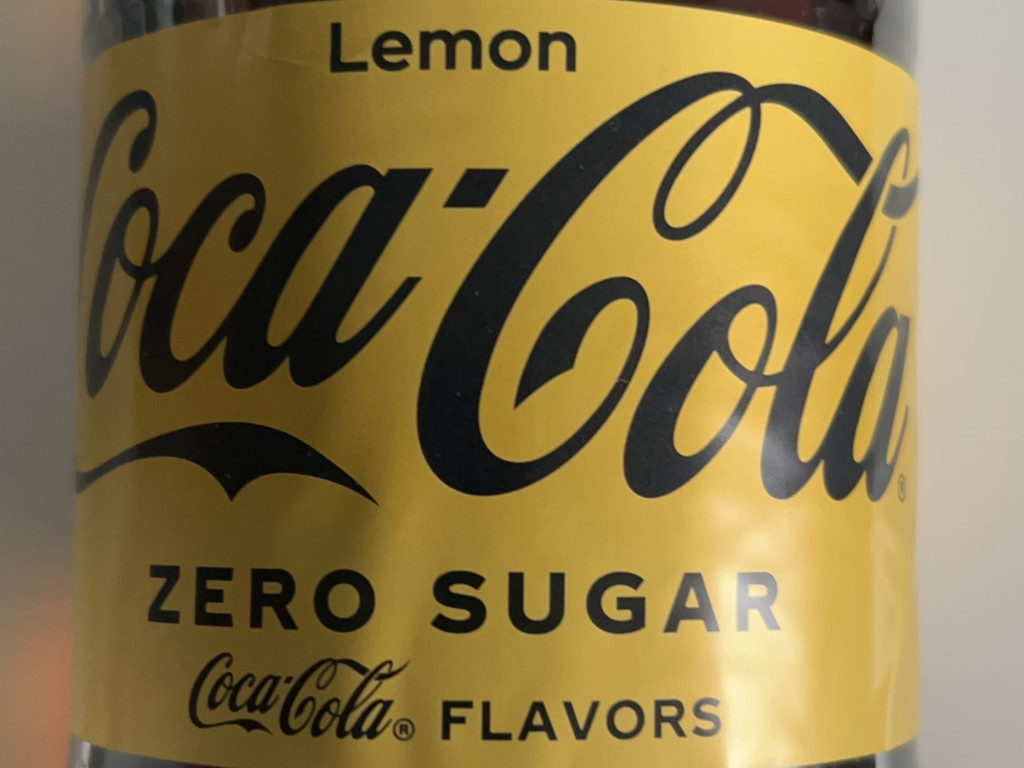 Lemon
Coca-Cola®
ZERO SUGAR
Coca-Cola® FLAVORS